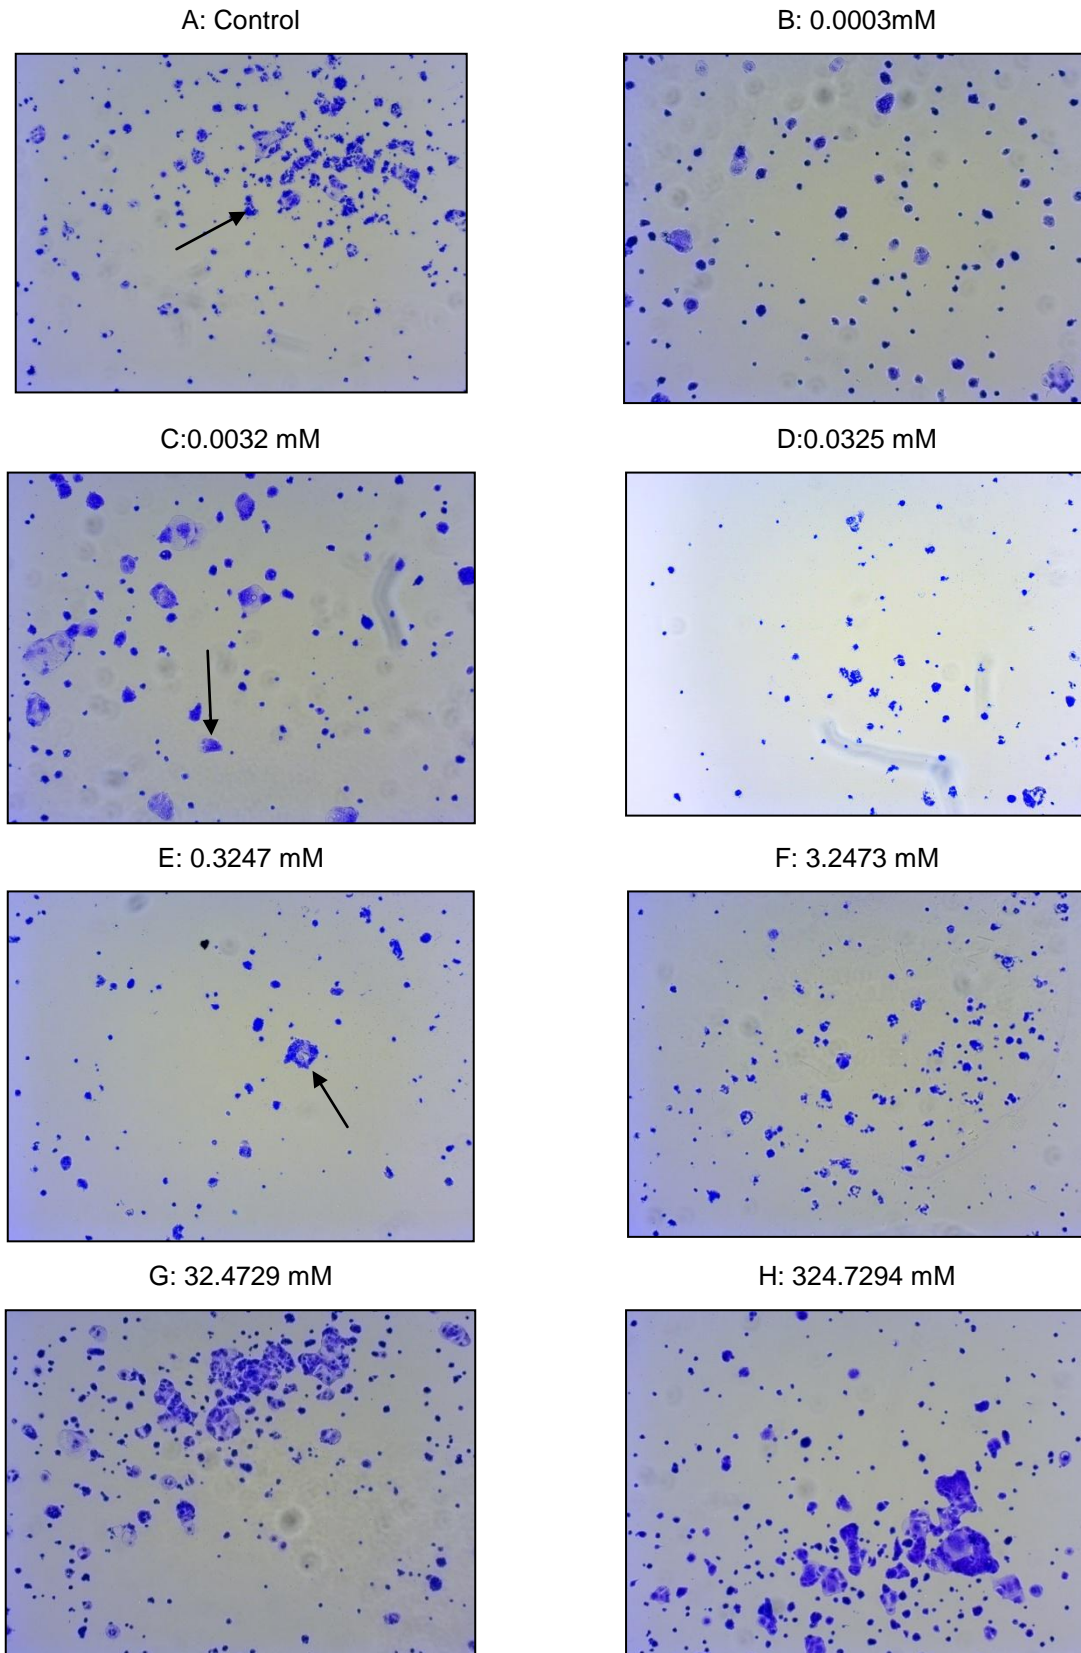 A: Control
B: 0.0003mM
C:0.0032 mM
D:0.0325 mM
E: 0.3247 mM
F: 3.2473 mM
G: 32.4729 mM
H: 324.7294 mM